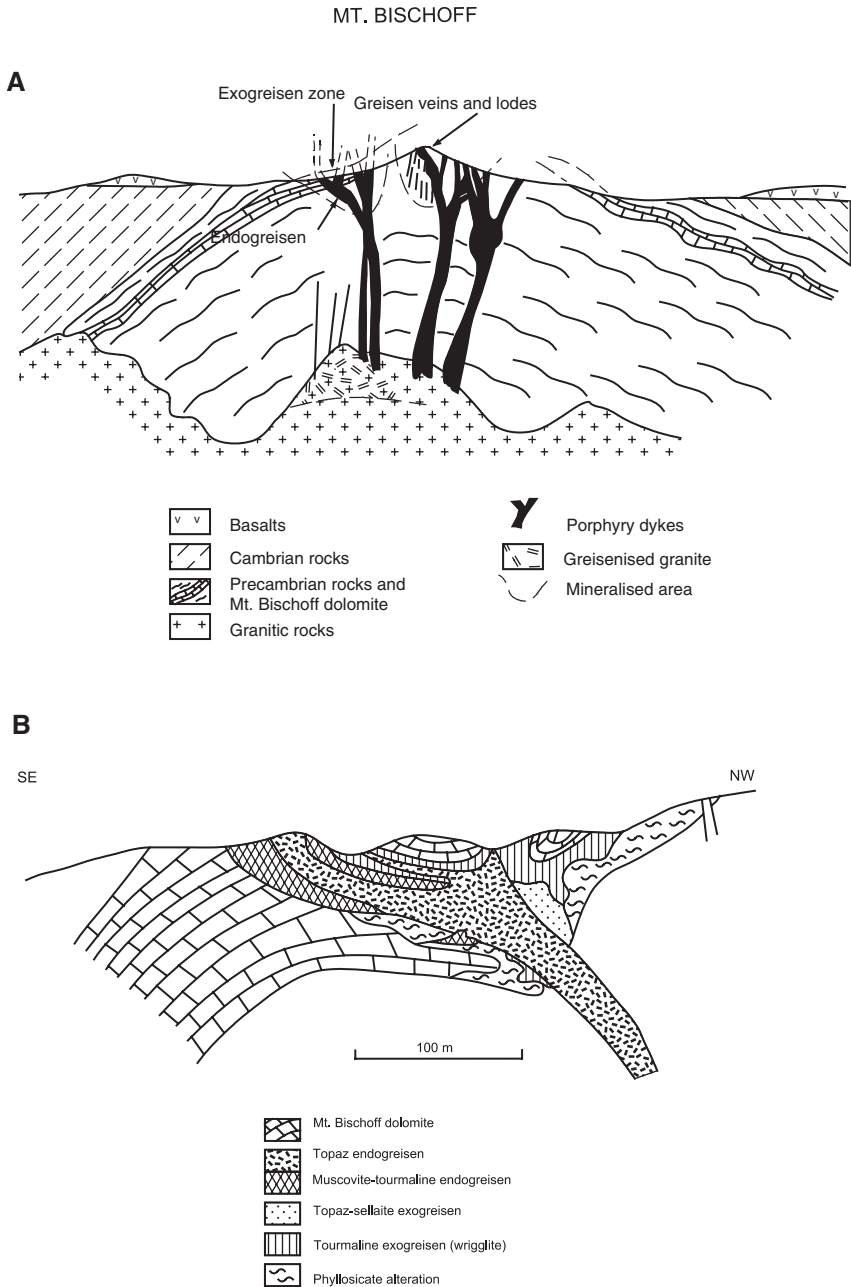 MT. BISCHOFF
A
Exogreisen zone
Greisen veins and lodes
Endogreisen
Basalts
Cambrian rocks
Precambrian rocks and
Mt. Bischoff dolomite
Granitic rocks
Porphyry dykes
Greisenised granite
Mineralised area
B
SE
NW
100 m
Mt. Bischoff dolomite
Topaz endogreisen
Muscovite-tourmaline endogreisen
Topaz-sellaite exogreisen
Tourmaline exogreisen (wrigglite)
Phyllosicate alteration